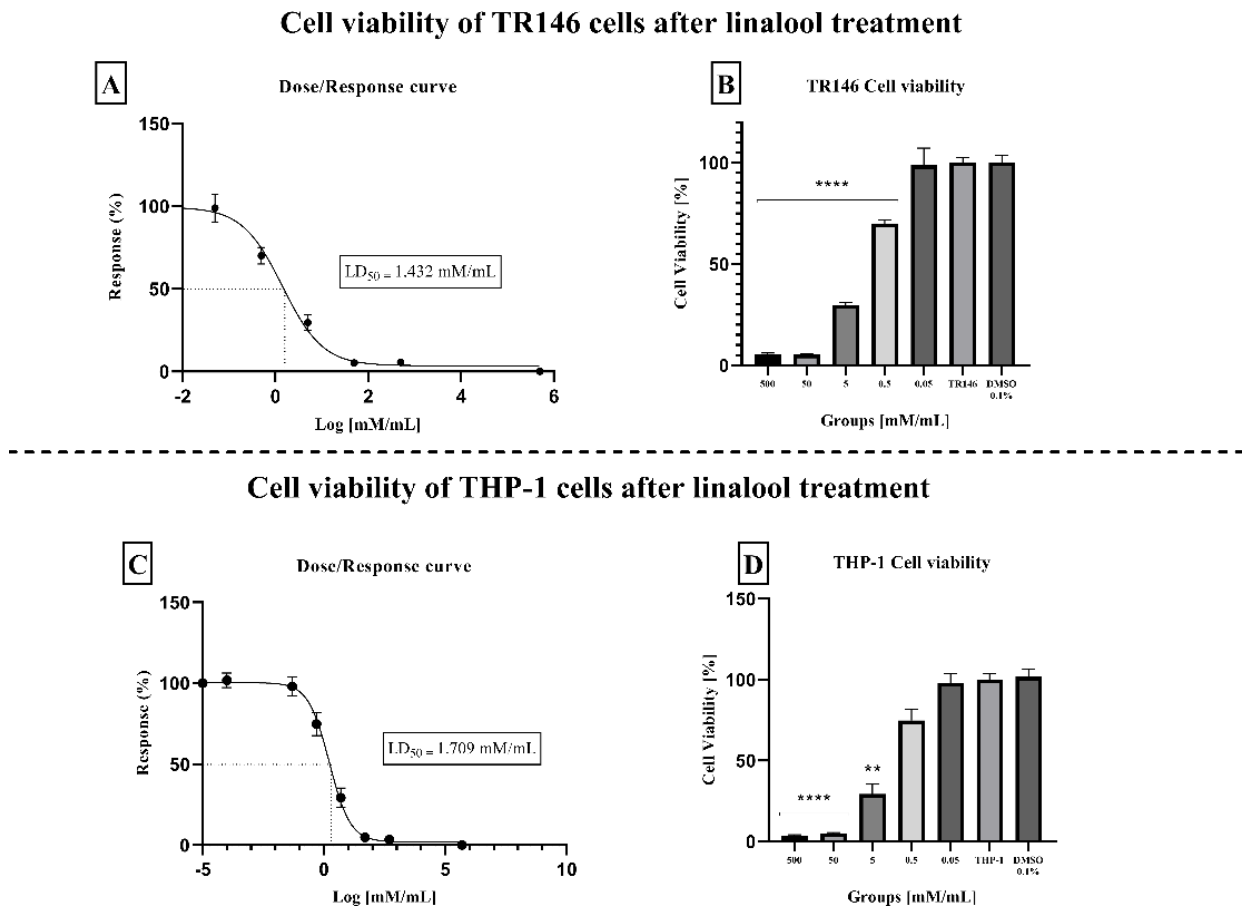 Cell viability of TR146 cells after linalool treatment
A
Dose/Response curve
150
100
50
0
Response (%)
LD50 = 1.432 mM/mL
-2
0
2
4
6
Log [mM/mL]
B
TR146 Cell viability
100
50
0
Cell Viability [%]
****
500
50
5
0.5
0.05
TR146
DMSO
0.1%
Groups [mM/mL]
Cell viability of THP-1 cells after linalool treatment
C
Dose/Response curve
150
100
50
0
Response (%)
LD50 = 1.709 mM/mL
-5
0
5
10
Log [mM/mL]
D
THP-1 Cell viability
150
100
50
0
Cell Viability [%]
****
**
500
50
5
0.5
0.05
THP-1
DMSO
0.1%
Groups [mM/mL]